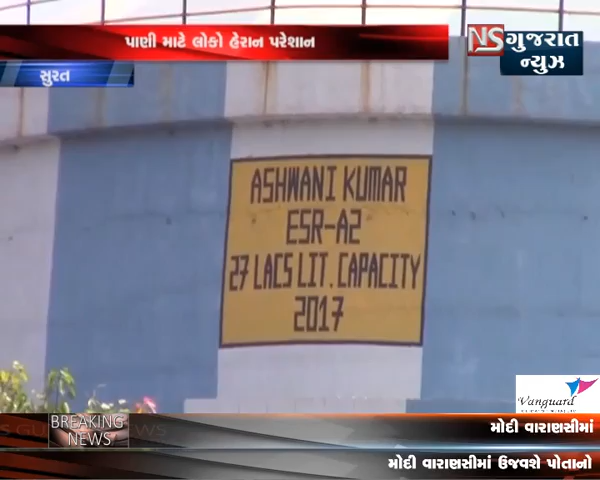 પાણી માટે લોકો હેરાન પરેશાન
NS ગુજરાત
ન્યુઝ
સુરત
ASHWANI KUMAR
ESR-A2
27 LACS LIT. CAPACITY
2017
Vanguard
BREAKING
NEWS
મોદી વારાણસીમાં
મોદી વારાણસીમાં ઉજવશે પોતાનો